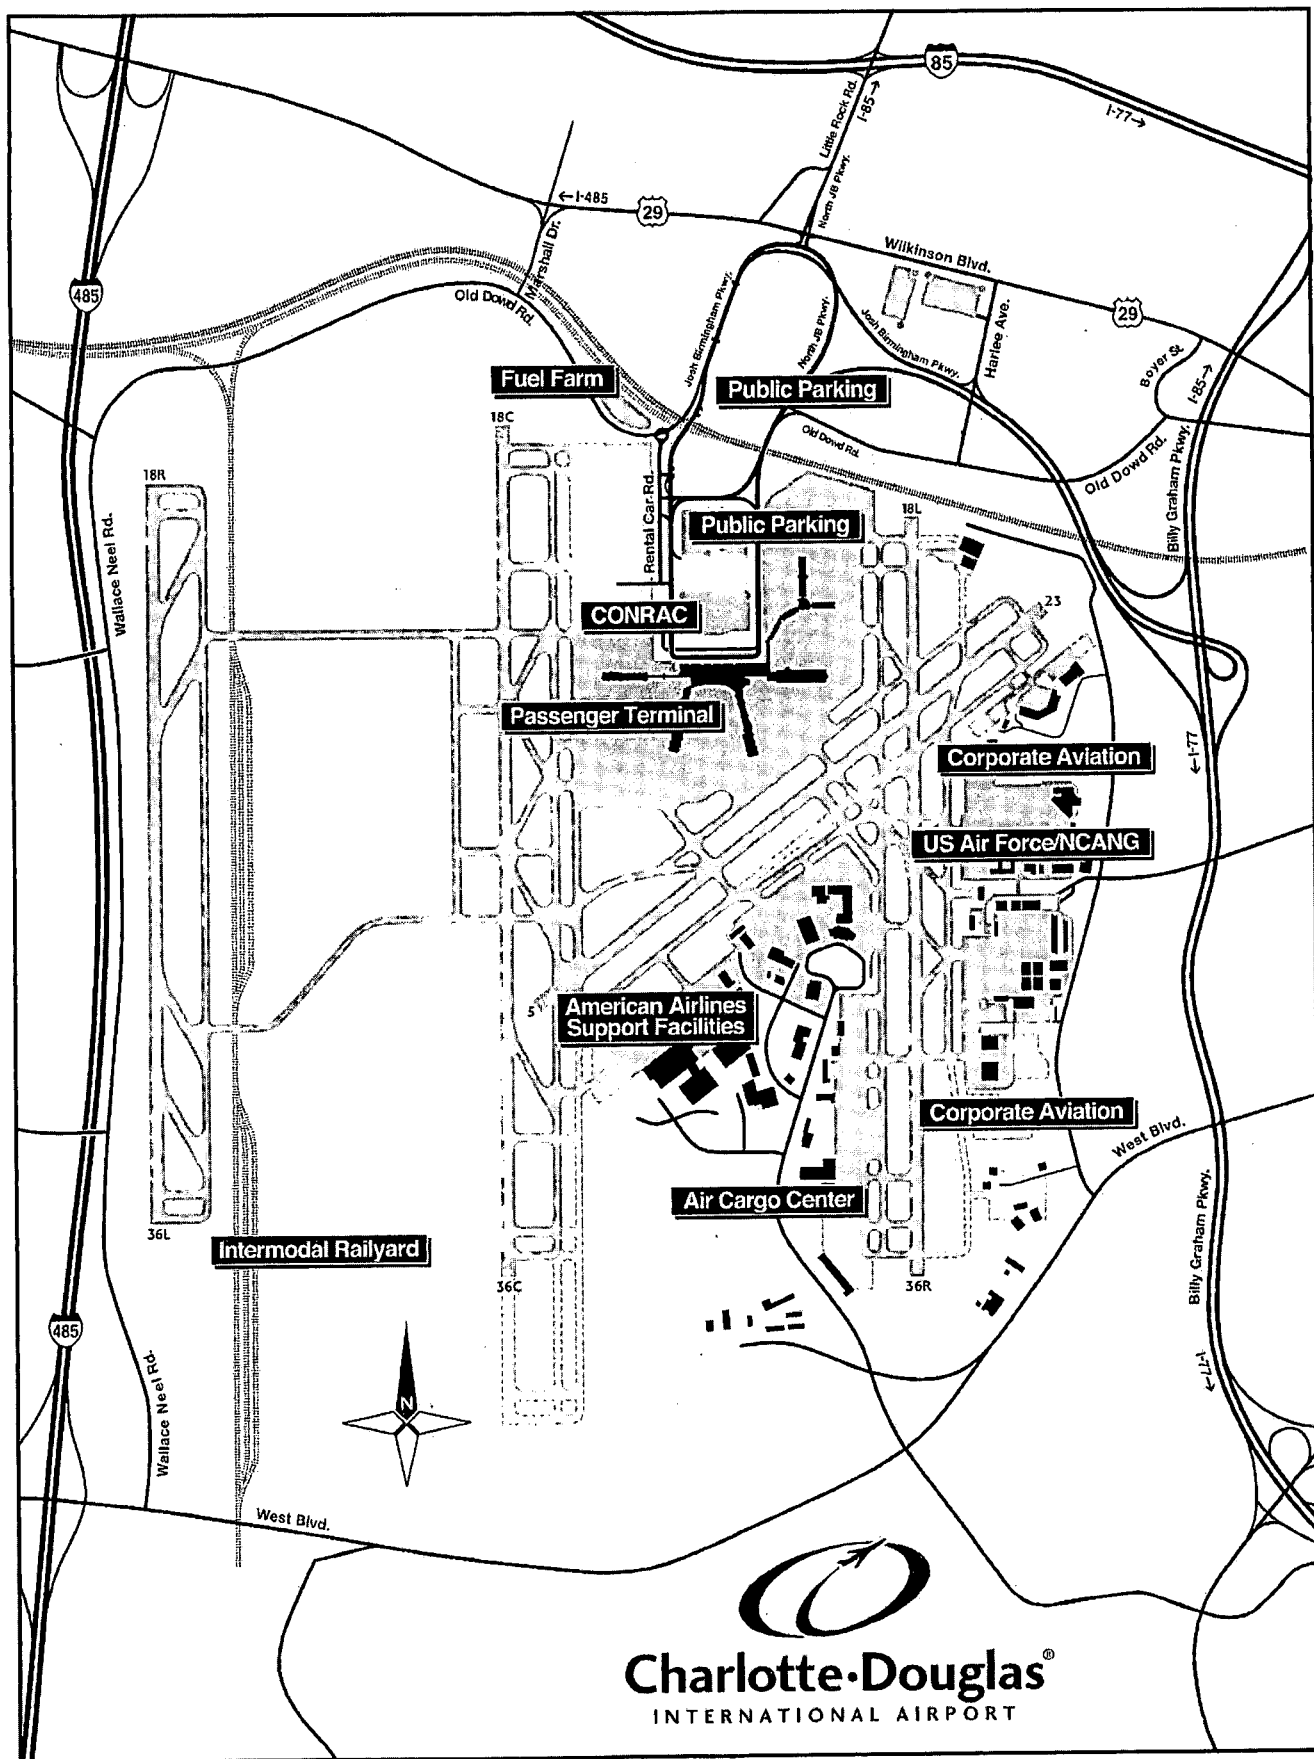 85
I-77→
Little Rock Rd.
I-85→
North JB Pkwy.
←I-485
29
Marshall Dr.
Wilkinson Blvd.
485
Old Dowd Rd.
Josh Birmingham Pkwy.
North JB Pkwy.
Josh Birmingham Pkwy.
Harlee Ave.
29
Boyer St
I-85→
Fuel Farm
Public Parking
18C
Old Dowd Rd.
Old Dowd Rd.
Billy Graham Pkwy.
18R
Rental Car Rd.
Wallace Neel Rd.
Public Parking
18L
CONRAC
23
Passenger Terminal
Corporate Aviation
←I-77
US Air Force/NCANG
5
American Airlines
Support Facilities
Corporate Aviation
West Blvd.
Air Cargo Center
Billy Graham Pkwy.
36L
Intermodal Railyard
36C
36R
485
←I-77
Wallace Neel Rd.
N
West Blvd.
Charlotte·Douglas®
INTERNATIONAL AIRPORT